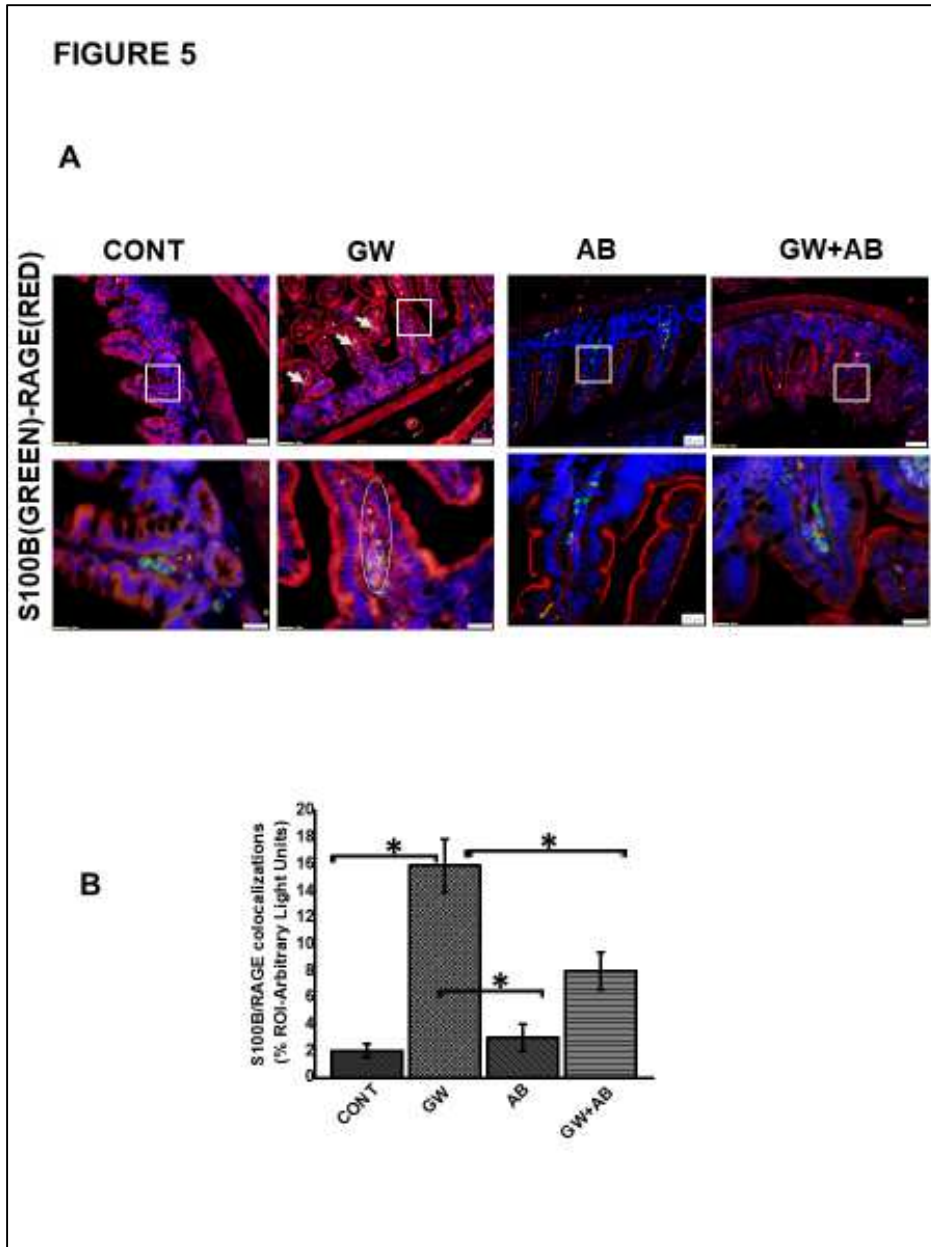 FIGURE 5
A
CONT GW AB GW+AB
S100B(GREEN)-RAGE(RED)
B
S100B/RAGE colocalizations
(% ROI-Arbitrary Light Units)
20
18
16
14
12
10
8
6
4
2
0
*
*
*
CONT
GW
AB
GW+AB